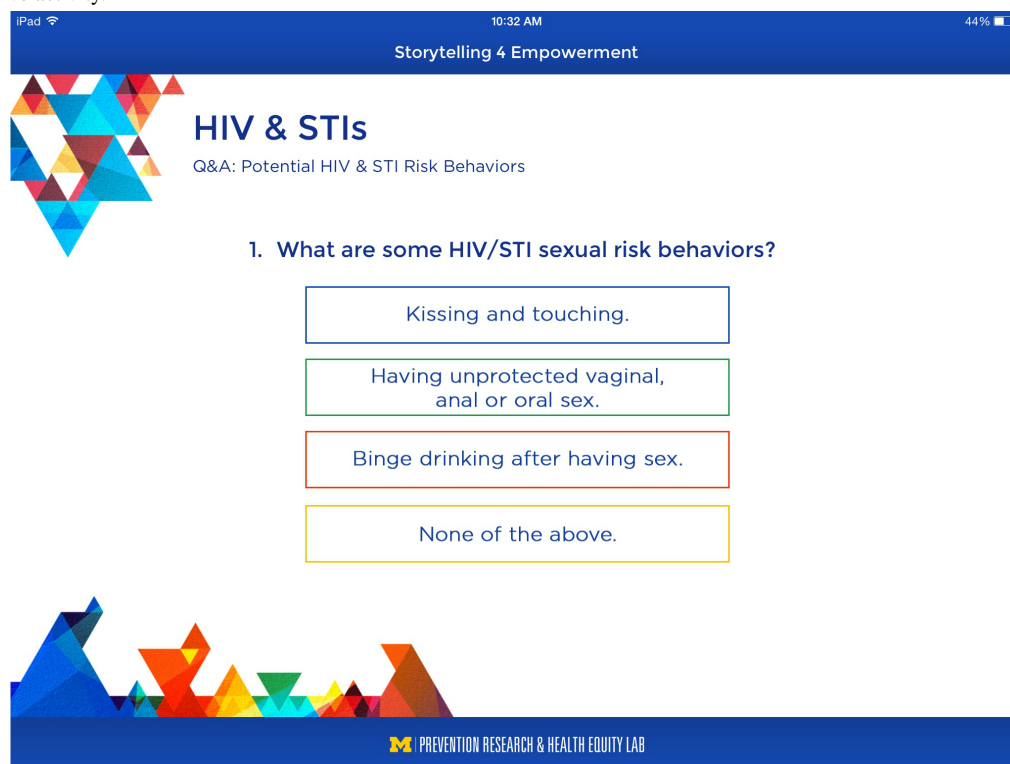 iPad
10:32 AM
44%
Storytelling 4 Empowerment
HIV & STIs
Q&A: Potential HIV & STI Risk Behaviors
1. What are some HIV/STI sexual risk behaviors?
Kissing and touching.
Having unprotected vaginal,
anal or oral sex.
Binge drinking after having sex.
None of the above.
M | PREVENTION RESEARCH & HEALTH EQUITY LAB